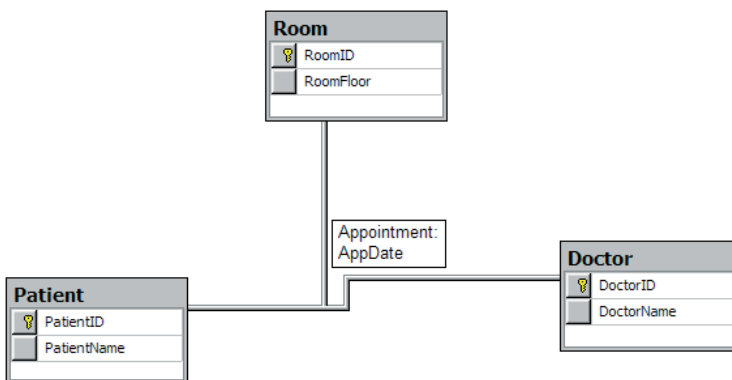 Room
RoomID
RoomFloor
Appointment:
AppDate
Doctor
DoctorID
DoctorName
Patient
PatientID
PatientName